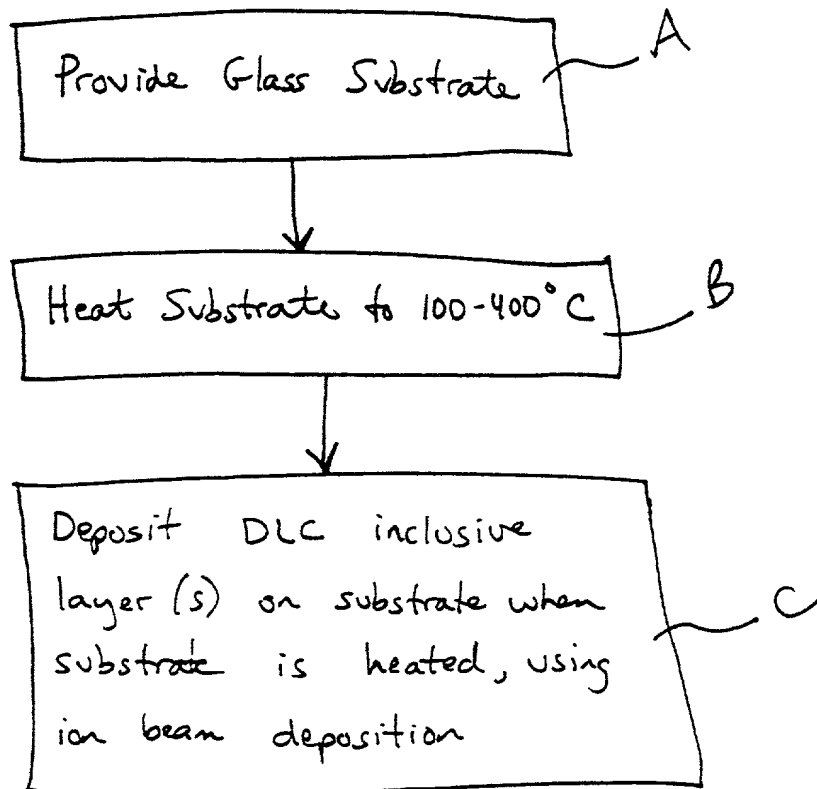 Provide Glass Substrate
A
Heat Substrate to 100-400°C
B
Deposit DLC inclusive
layer(s) on substrate when
substrate is heated, using
ion beam deposition
C